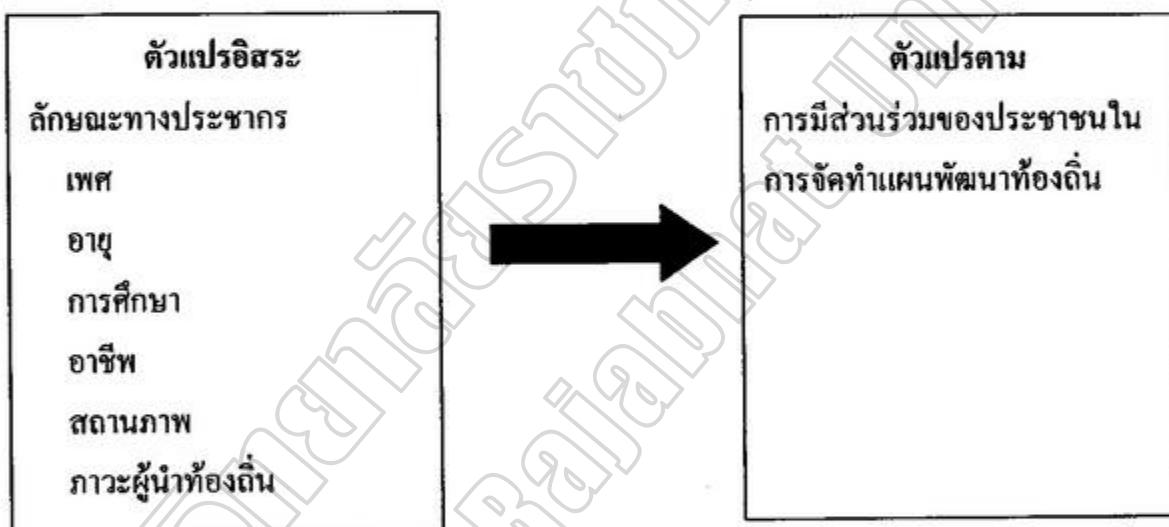 ตัวแปรอิสระ
ลักษณะทางประชากร
เพศ
อายุ
การศึกษา
อาชีพ
สถานภาพ
ภาวะผู้นำท้องถิ่น
ตัวแปรตาม
การมีส่วนร่วมของประชาชนใน
การจัดทำแผนพัฒนาท้องถิ่น
Rajabhat Uni